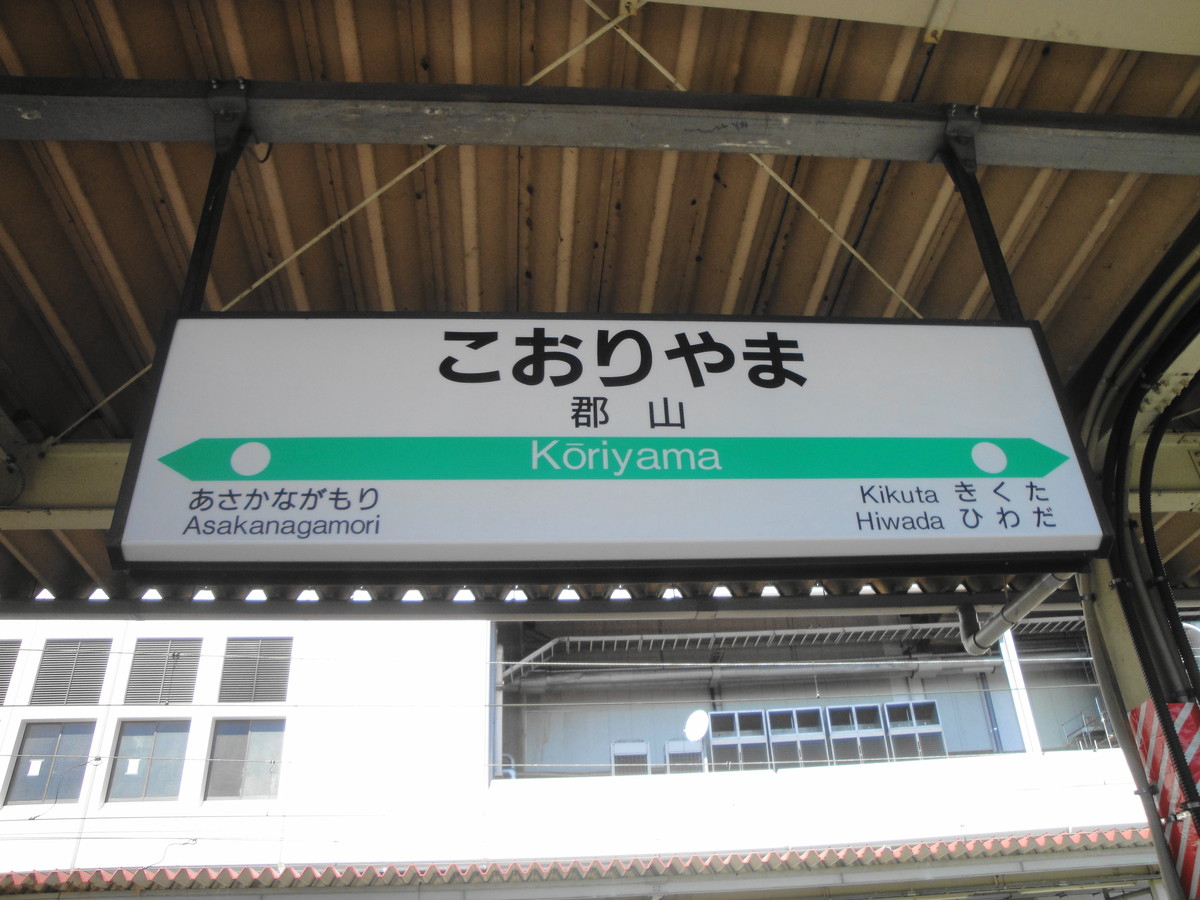 こおりやま
郡山
Kōriyama
あさかながもり
Asakanagamori
Kikuta きくた
Hiwada ひわだ